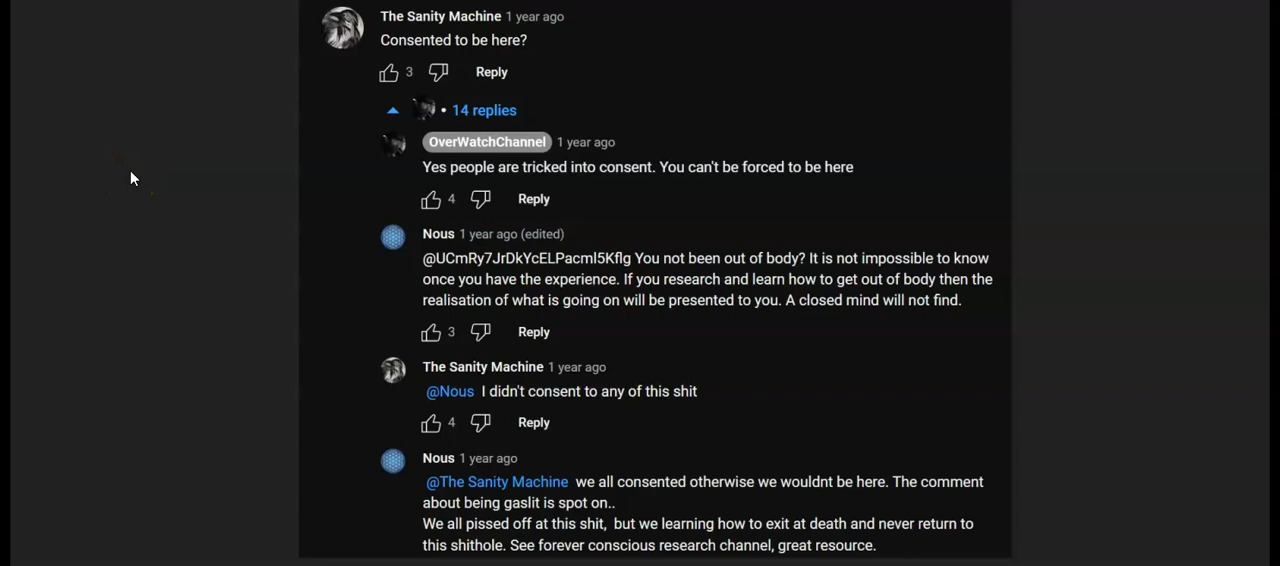 The Sanity Machine 1 year ago
Consented to be here?
3 Reply
• 14 replies
OverWatchChannel 1 year ago
Yes people are tricked into consent. You can't be forced to be here
4 Reply
Nous 1 year ago (edited)
@UCmRy7JrDkYcELPacml5Kflg You not been out of body? It is not impossible to know
once you have the experience. If you research and learn how to get out of body then the
realisation of what is going on will be presented to you. A closed mind will not find.
3 Reply
The Sanity Machine 1 year ago
@Nous I didn't consent to any of this shit
4 Reply
Nous 1 year ago
@The Sanity Machine we all consented otherwise we wouldnt be here. The comment
about being gaslit is spot on..
We all pissed off at this shit, but we learning how to exit at death and never return to
this shithole. See forever conscious research channel, great resource.